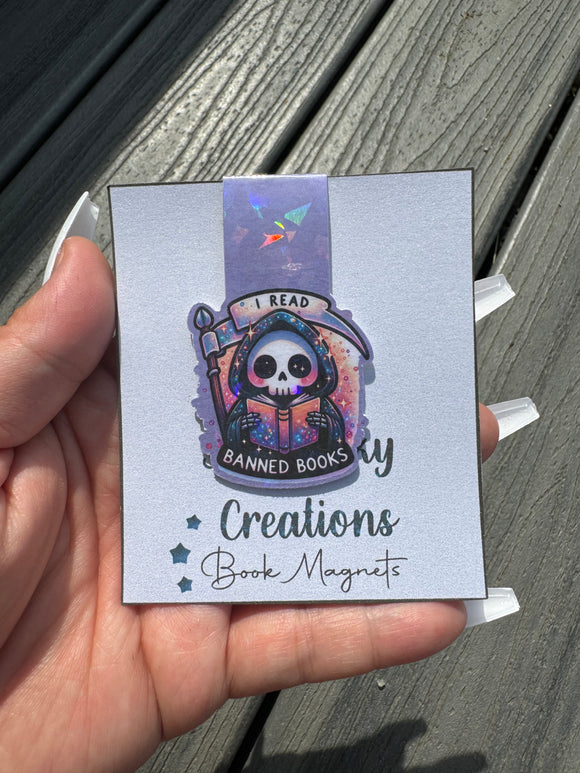 I READ
BANNED BOOKS
Creations
Book Magnets